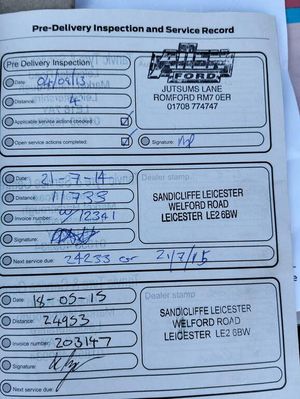 Pre-Delivery Inspection and Service Record
Pre Delivery Inspection
Date: 04/09/13
Distance: 4
Applicable service actions checked
Open service actions completed:
FORD
JUTSUMS LANE
ROMFORD RM7 0ER
01708 774747
Signature:
Date: 21-7-14
Distance: 11733
Invoice number: 12341
Signature:
Next service due: 24233 or 21/7/15
Dealer stamp
SANDICLIFFE LEICESTER
WELFORD ROAD
LEICESTER LE2 6BW
Date: 18-05-15
Distance: 24953
Invoice number: 203147
Signature:
Next service due:
Dealer stamp
SANDICLIFFE LEICESTER
WELFORD ROAD
LEICESTER LE2 6BW